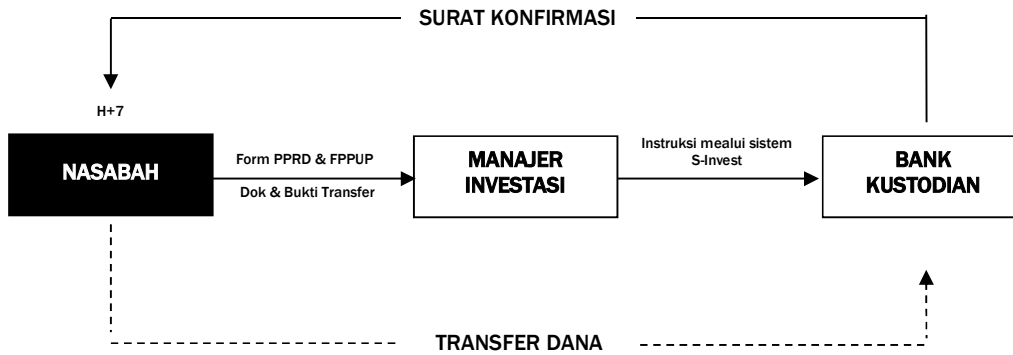 SURAT KONFIRMASI
H+7
NASABAH
Form PPRD & FPPUP
Dok & Bukti Transfer
MANAJER
INVESTASI
Instruksi mealui sistem
S-Invest
BANK
KUSTODIAN
TRANSFER DANA